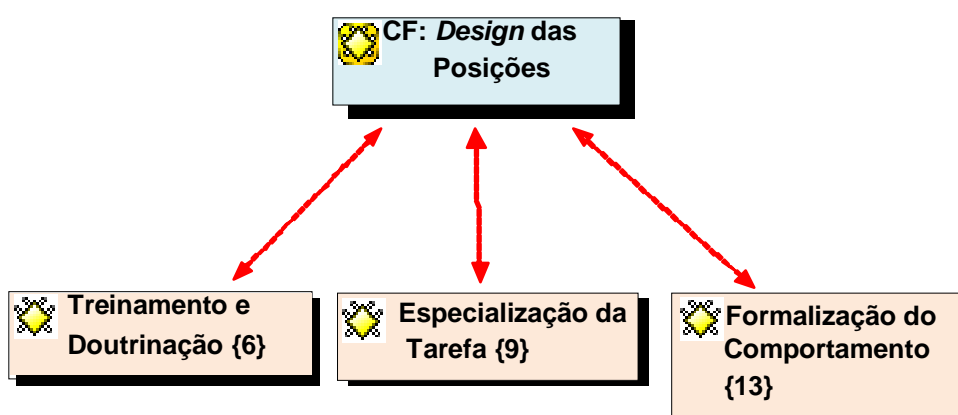 CF: Design das
Posições
Treinamento e
Doutrinação {6}
Especialização da
Tarefa {9}
Formalização do
Comportamento
{13}